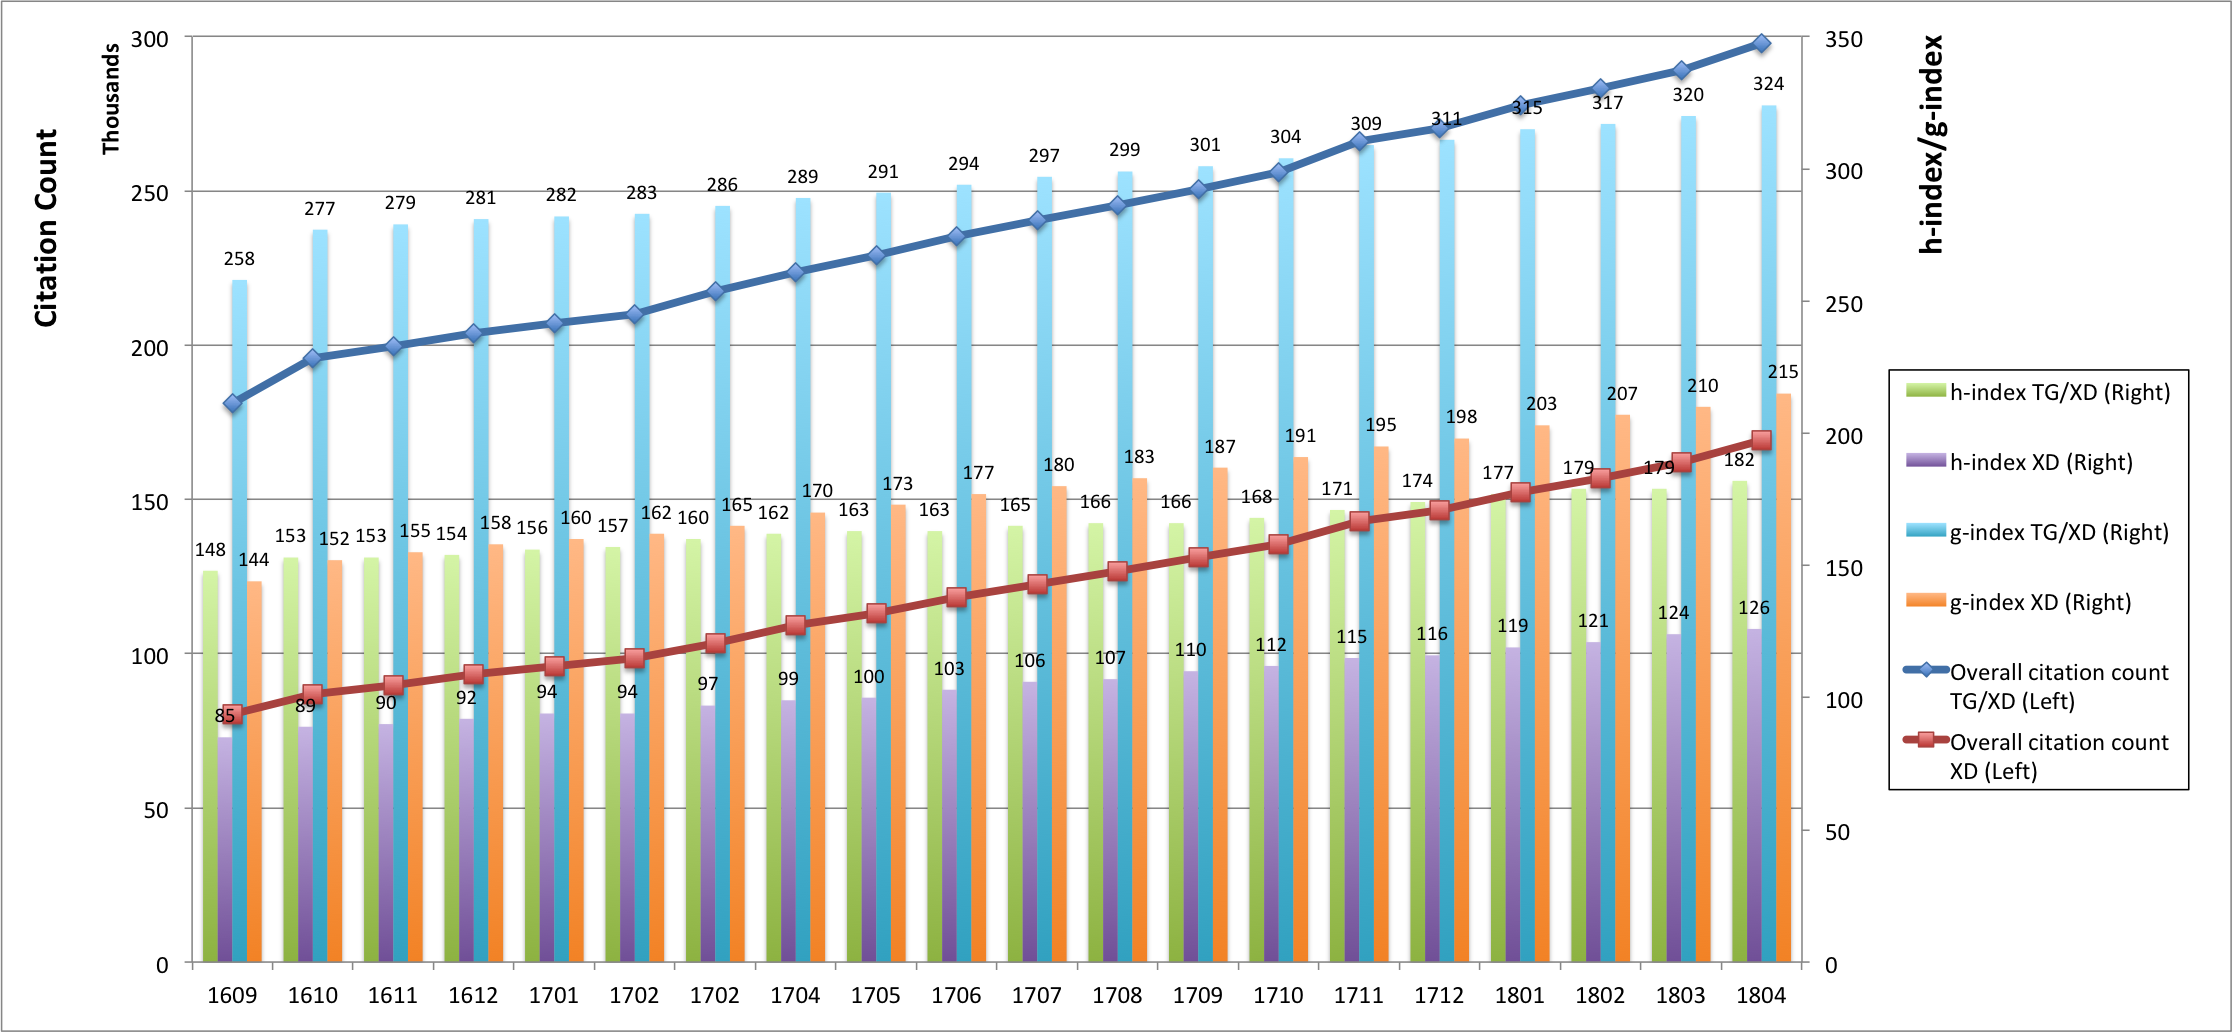 Citation Count
Thousands
h-index/g-index
300
250
200
150
100
50
0
350
300
250
200
150
100
50
0
258 277 279 281 282 283 286 289 291 294 297 299 301 304 309 311 315 317 320 324
144 152 155 158 160 162 165 170 173 177 180 183 187 191 195 198 203 207 210 215
148 153 153 154 156 157 160 162 163 163 165 166 166 168 171 174 177 179 179 182
85 89 90 92 94 94 97 99 100 103 106 107 110 112 115 116 119 121 124 126
1609 1610 1611 1612 1701 1702 1702 1704 1705 1706 1707 1708 1709 1710 1711 1712 1801 1802 1803 1804
h-index TG/XD (Right)
h-index XD (Right)
g-index TG/XD (Right)
g-index XD (Right)
Overall citation count
TG/XD (Left)
Overall citation count
XD (Left)